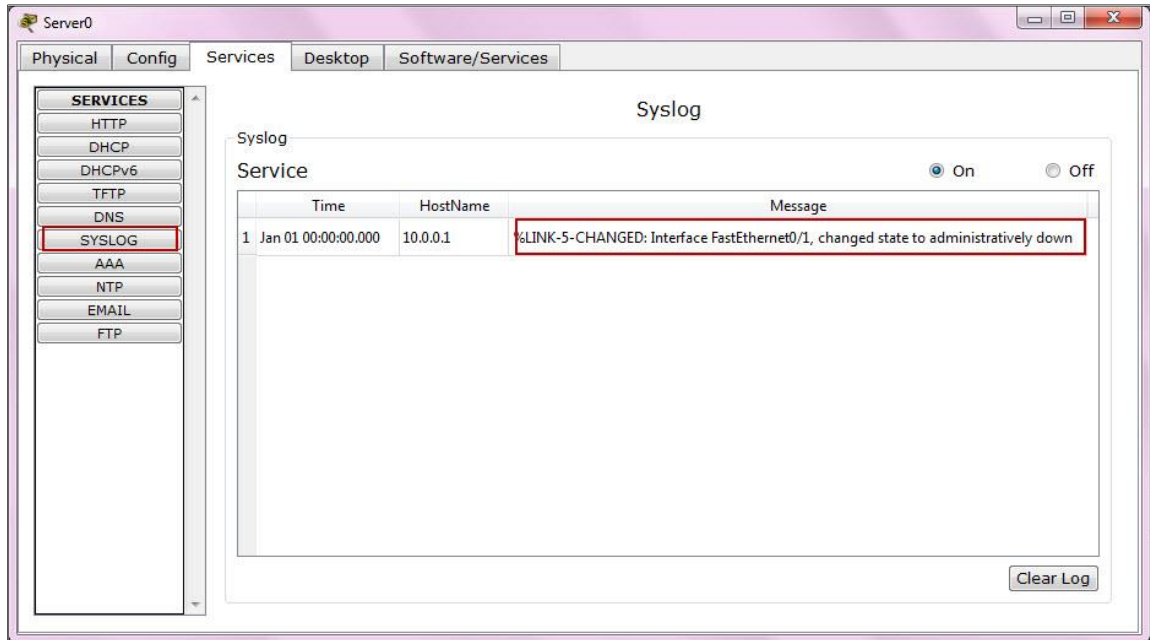 Server0
Physical Config Services Desktop Software/Services
SERVICES
HTTP
DHCP
DHCPv6
TFTP
DNS
SYSLOG
AAA
NTP
EMAIL
FTP
Syslog
Syslog
Service On Off
Time HostName Message
1 Jan 01 00:00:00.000 10.0.0.1 %LINK-5-CHANGED: Interface FastEthernet0/1, changed state to administratively down
Clear Log